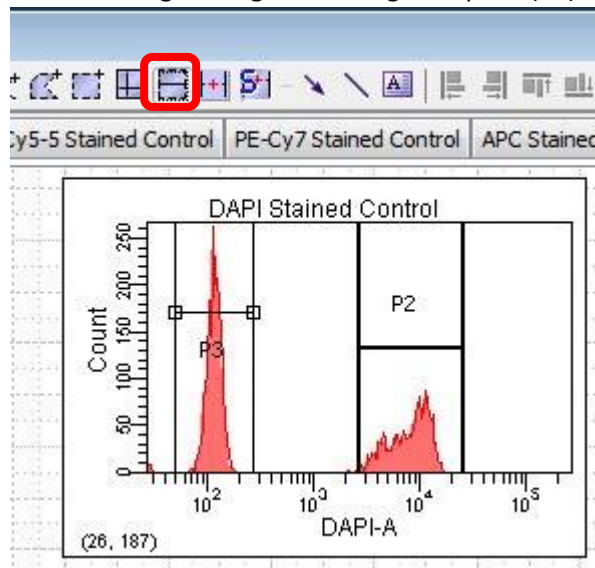 y5-5 Stained Control PE-Cy7 Stained Control APC Stained
DAPI Stained Control
Count
250
200
150
100
50
0
P3
P2
10^2 10^3 10^4 10^5
DAPI-A
(26, 187)